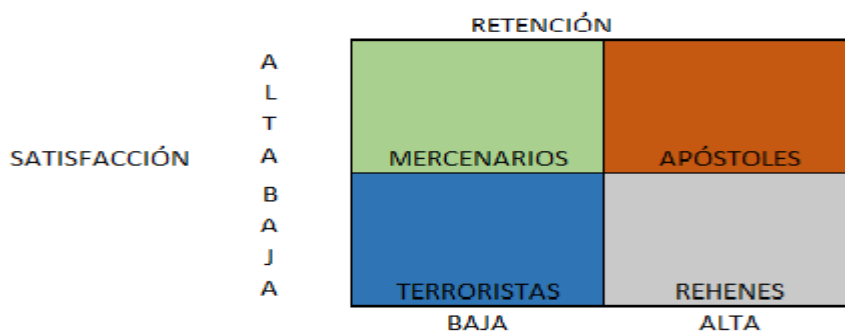 RETENCIÓN
SATISFACCIÓN
A
L
T
A
B
A
J
A
MERCENARIOS
APÓSTOLES
TERRORISTAS
REHENES
BAJA
ALTA